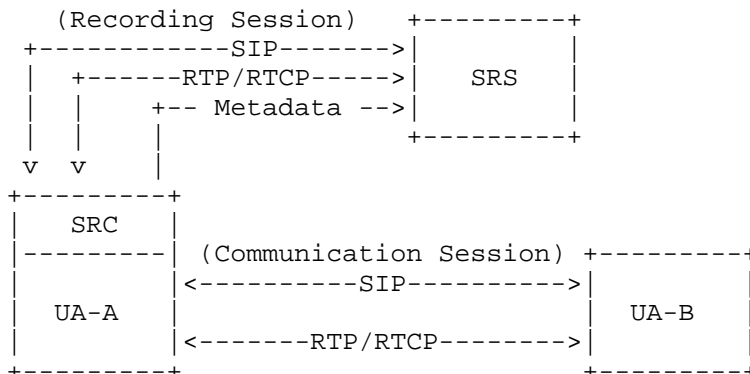 (Recording Session) +---------+
+------------SIP------->| |
| +------RTP/RTCP----->| SRS |
| | +-- Metadata -->| |
| | | +---------+
v v |
+---------+
| SRC |
|---------| (Communication Session) +---------+
| |<----------SIP---------->| |
| UA-A | | UA-B |
| |<-------RTP/RTCP-------->| |
+---------+ +---------+